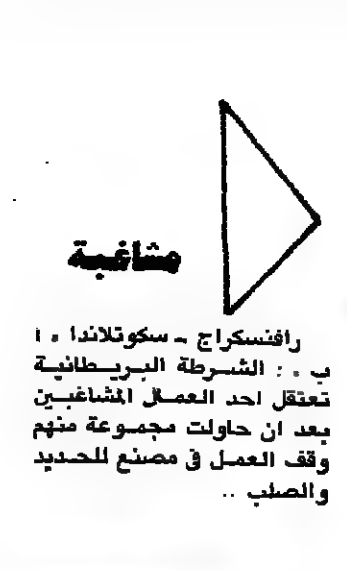 مشاغبة
رافنسكراج ـ سكوتلاندا ـ ا
ب ـ : الشرطة البريطانية
تعتقل احد العمال المشاغبين
بعد ان حاولت مجموعة منهم
وقف العمل في مصنع للحديد
والصلب ..